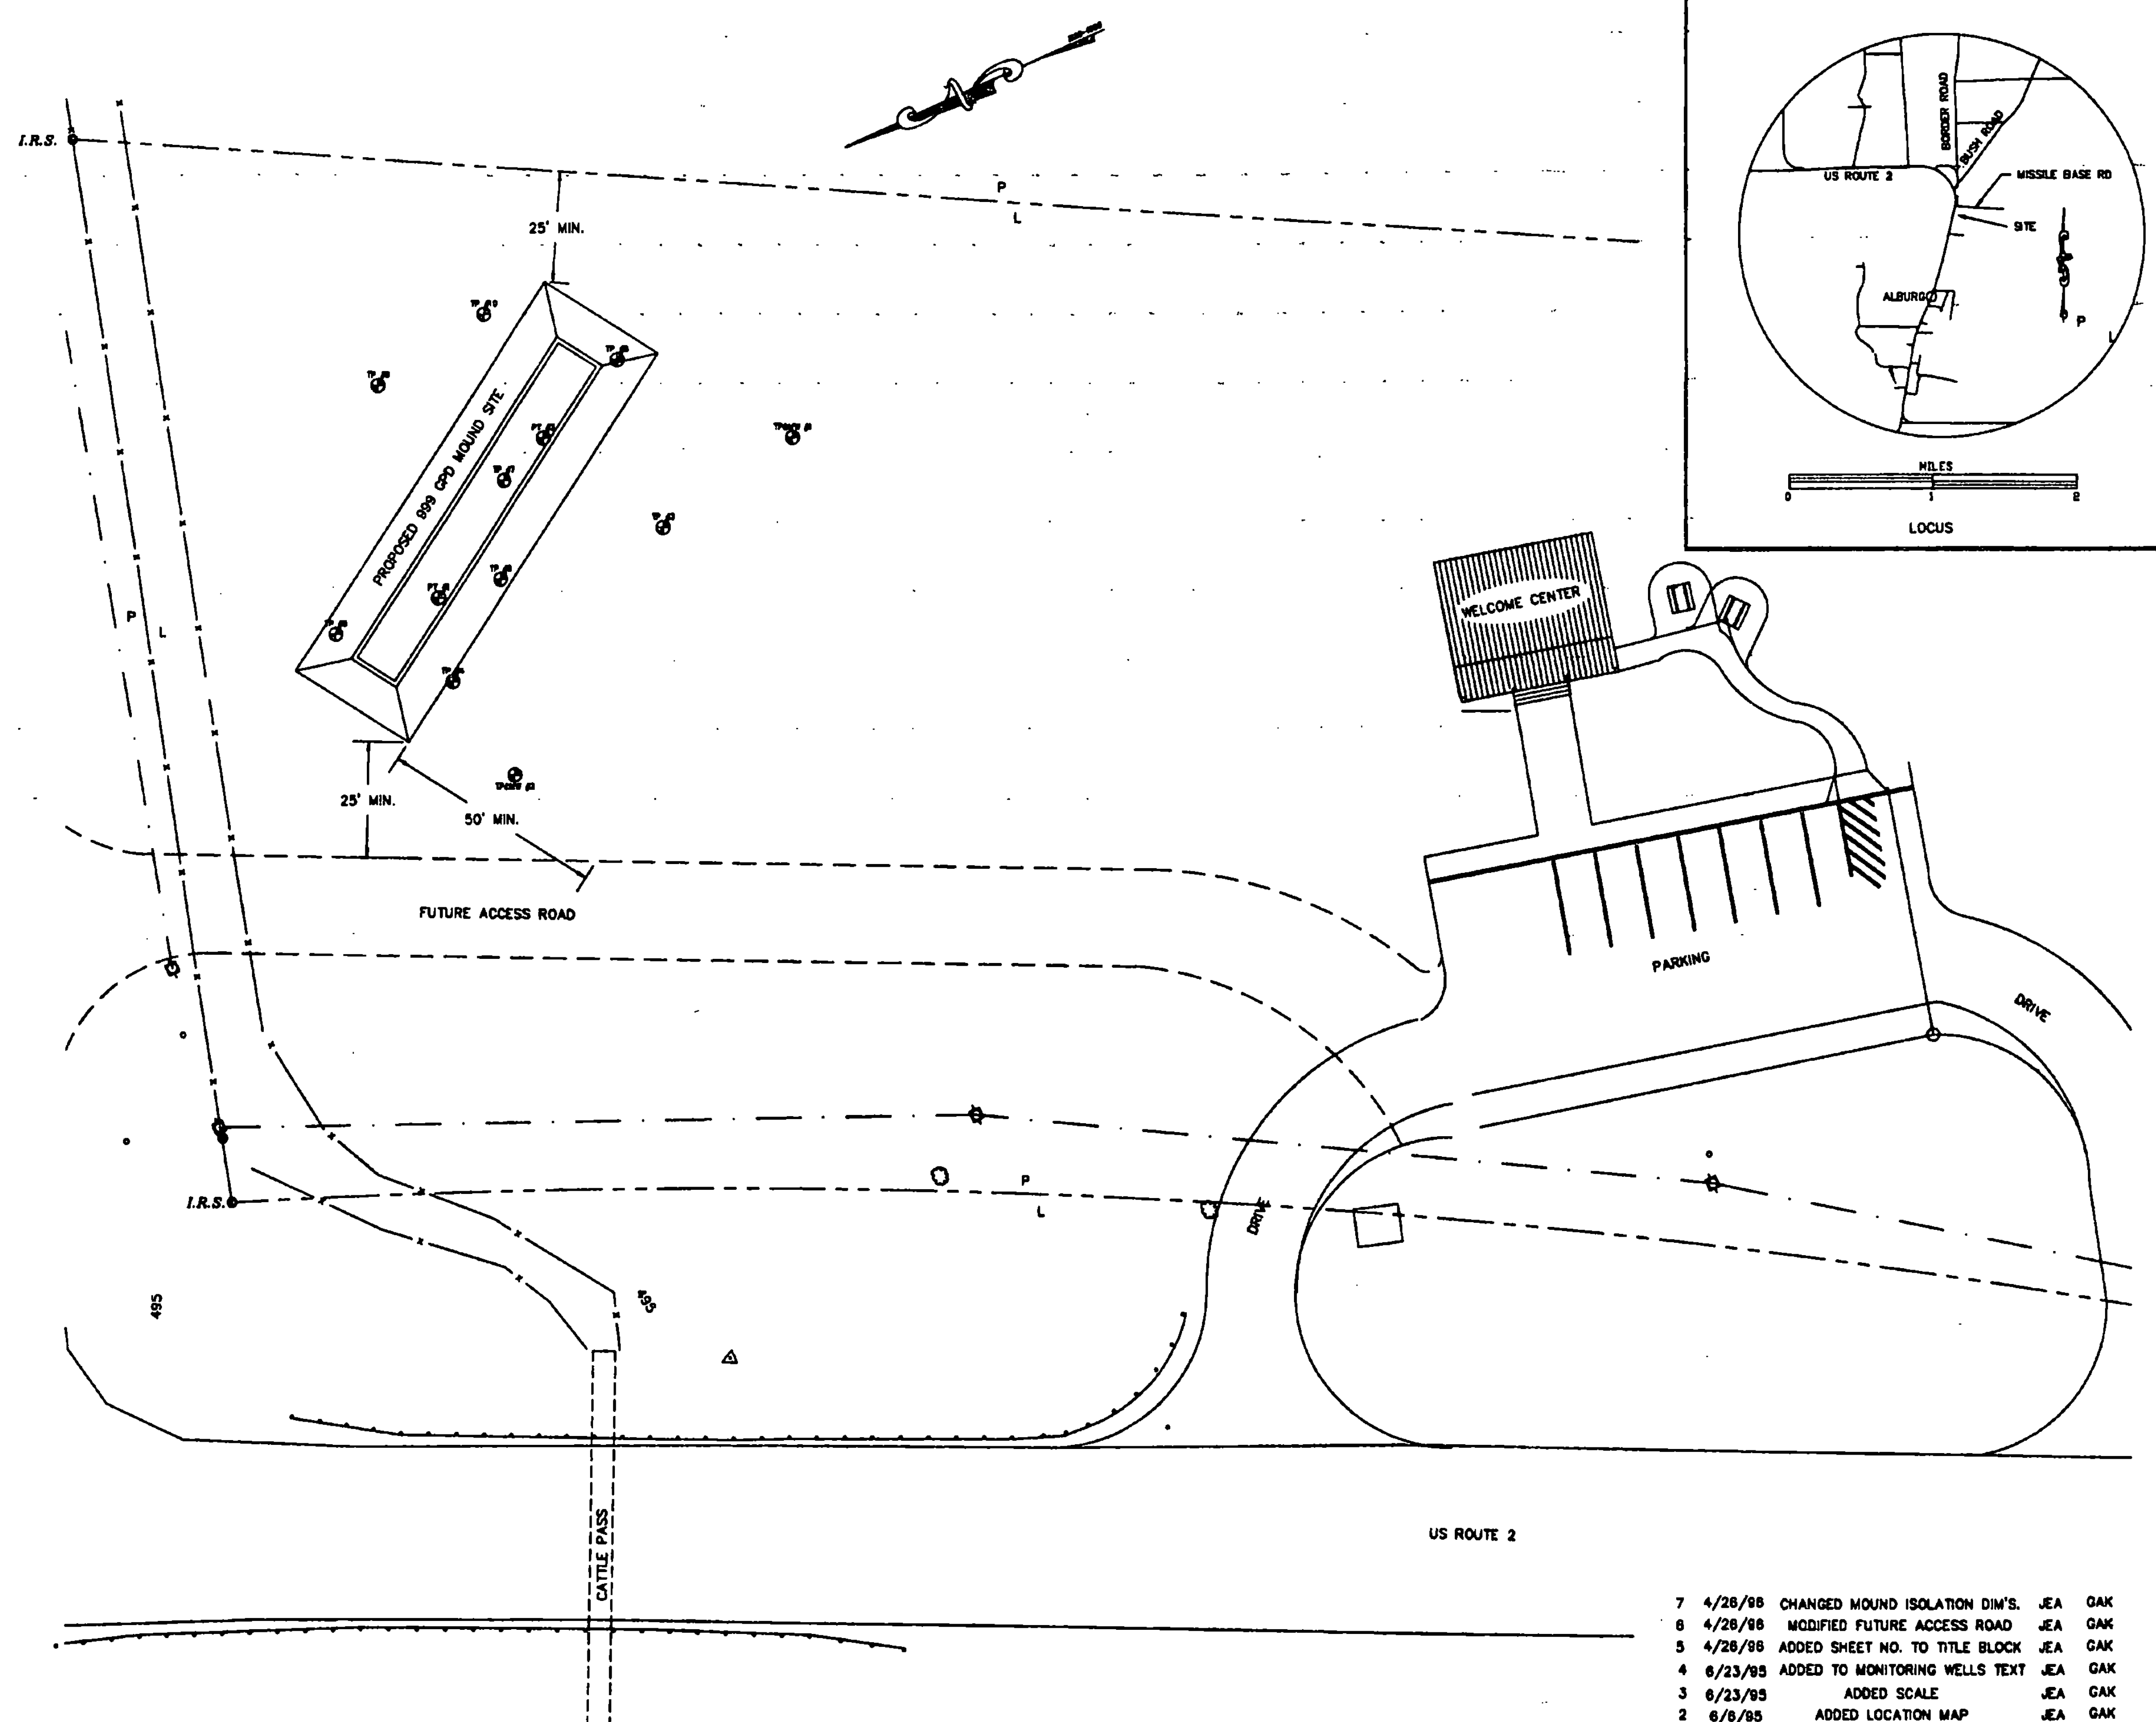 I.R.S.
P
L
25' MIN.
PROPOSED 999 GPD MOUND SITE
P
L
25' MIN.
50' MIN.
FUTURE ACCESS ROAD
BORDER ROAD
BUSH ROAD
US ROUTE 2
MISSILE BASE RD
SITE
ALBURG
P
L
MILES
0 1 2
LOCUS
WELCOME CENTER
PARKING
DRIVE
I.R.S.
P
L
DRIVE
495
495
CATTLE PASS
US ROUTE 2
7 4/26/96 CHANGED MOUND ISOLATION DIM'S. JEA GAK
6 4/26/96 MODIFIED FUTURE ACCESS ROAD JEA GAK
5 4/26/96 ADDED SHEET NO. TO TITLE BLOCK JEA GAK
4 6/23/95 ADDED TO MONITORING WELLS TEXT JEA GAK
3 6/23/95 ADDED SCALE JEA GAK
2 6/6/95 ADDED LOCATION MAP JEA GAK